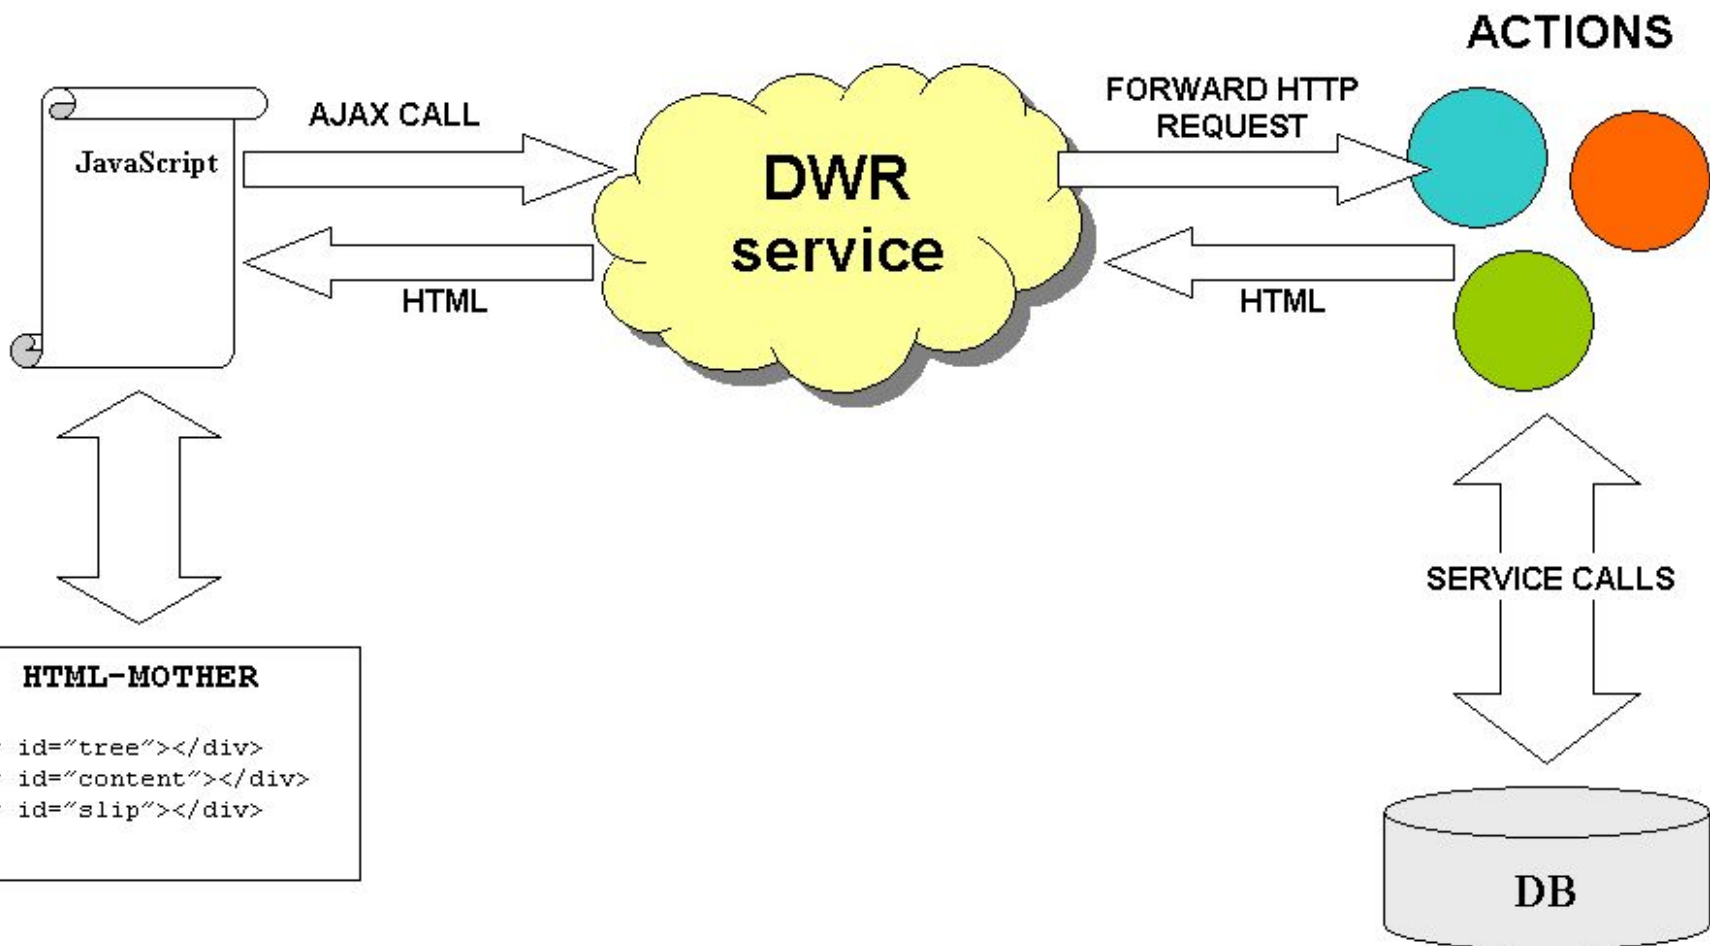 ACTIONS
AJAX CALL
FORWARD HTTP
REQUEST
JavaScript
DWR
service
HTML
HTML
SERVICE CALLS
HTML-MOTHER
id="tree"></div>
id="content"></div>
id="slip"></div>
DB